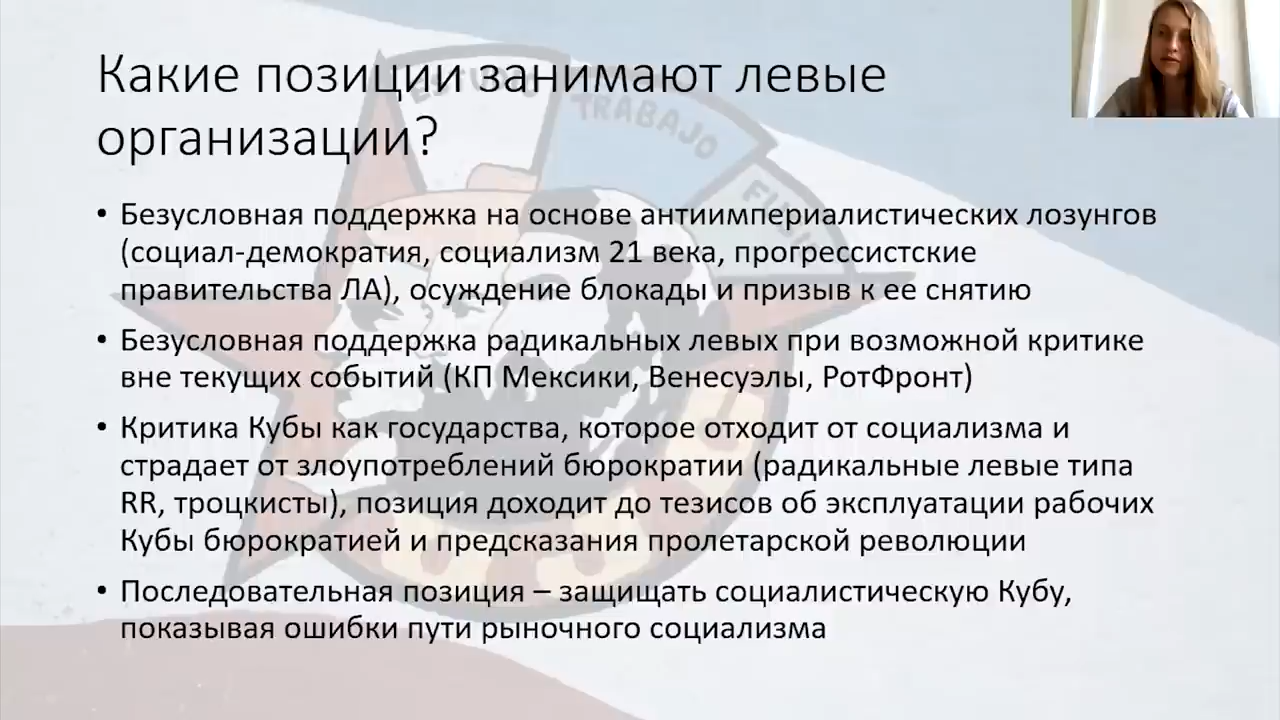 Какие позиции занимают левые
организации?
• Безусловная поддержка на основе антиимпериалистических лозунгов
(социал-демократия, социализм 21 века, прогрессистские
правительства ЛА), осуждение блокады и призыв к ее снятию
• Безусловная поддержка радикальных левых при возможной критике
вне текущих событий (КП Мексики, Венесуэлы, РотФронт)
• Критика Кубы как государства, которое отходит от социализма и
страдает от злоупотреблений бюрократии (радикальные левые типа
RR, троцкисты), позиция доходит до тезисов об эксплуатации рабочих
Кубы бюрократией и предсказания пролетарской революции
• Последовательная позиция – защищать социалистическую Кубу,
показывая ошибки пути рыночного социализма
TRABAJO